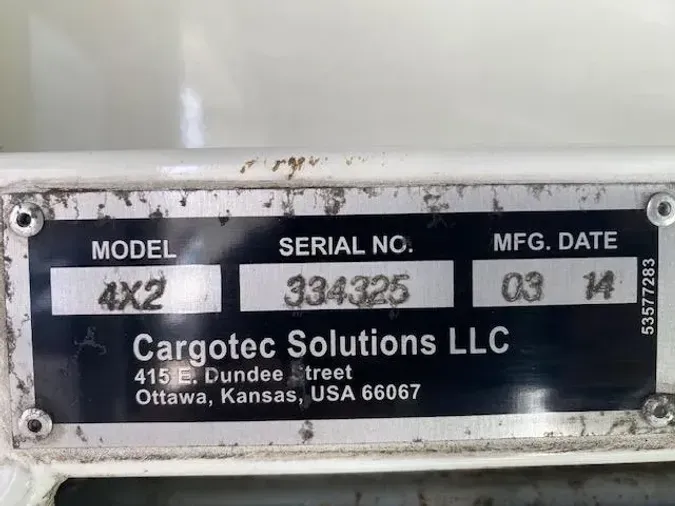 MODEL SERIAL NO. MFG. DATE
4X2 334325 03 14
Cargotec Solutions LLC
415 E. Dundee Street
Ottawa, Kansas, USA 66067
53577283